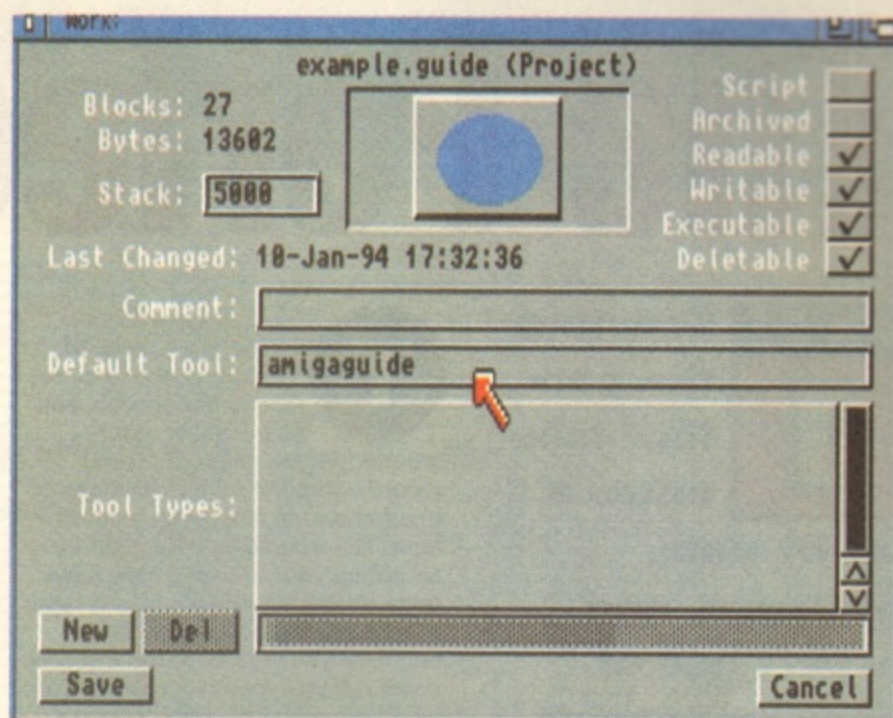 Work:
example.guide (Project)
Blocks: 27
Bytes: 13602
Stack: 5000
Script
Archived
Readable
Writable
Executable
Deletable
Last Changed: 10-Jan-94 17:32:36
Comment:
Default Tool: amigaguide
Tool Types:
New Del
Save Cancel